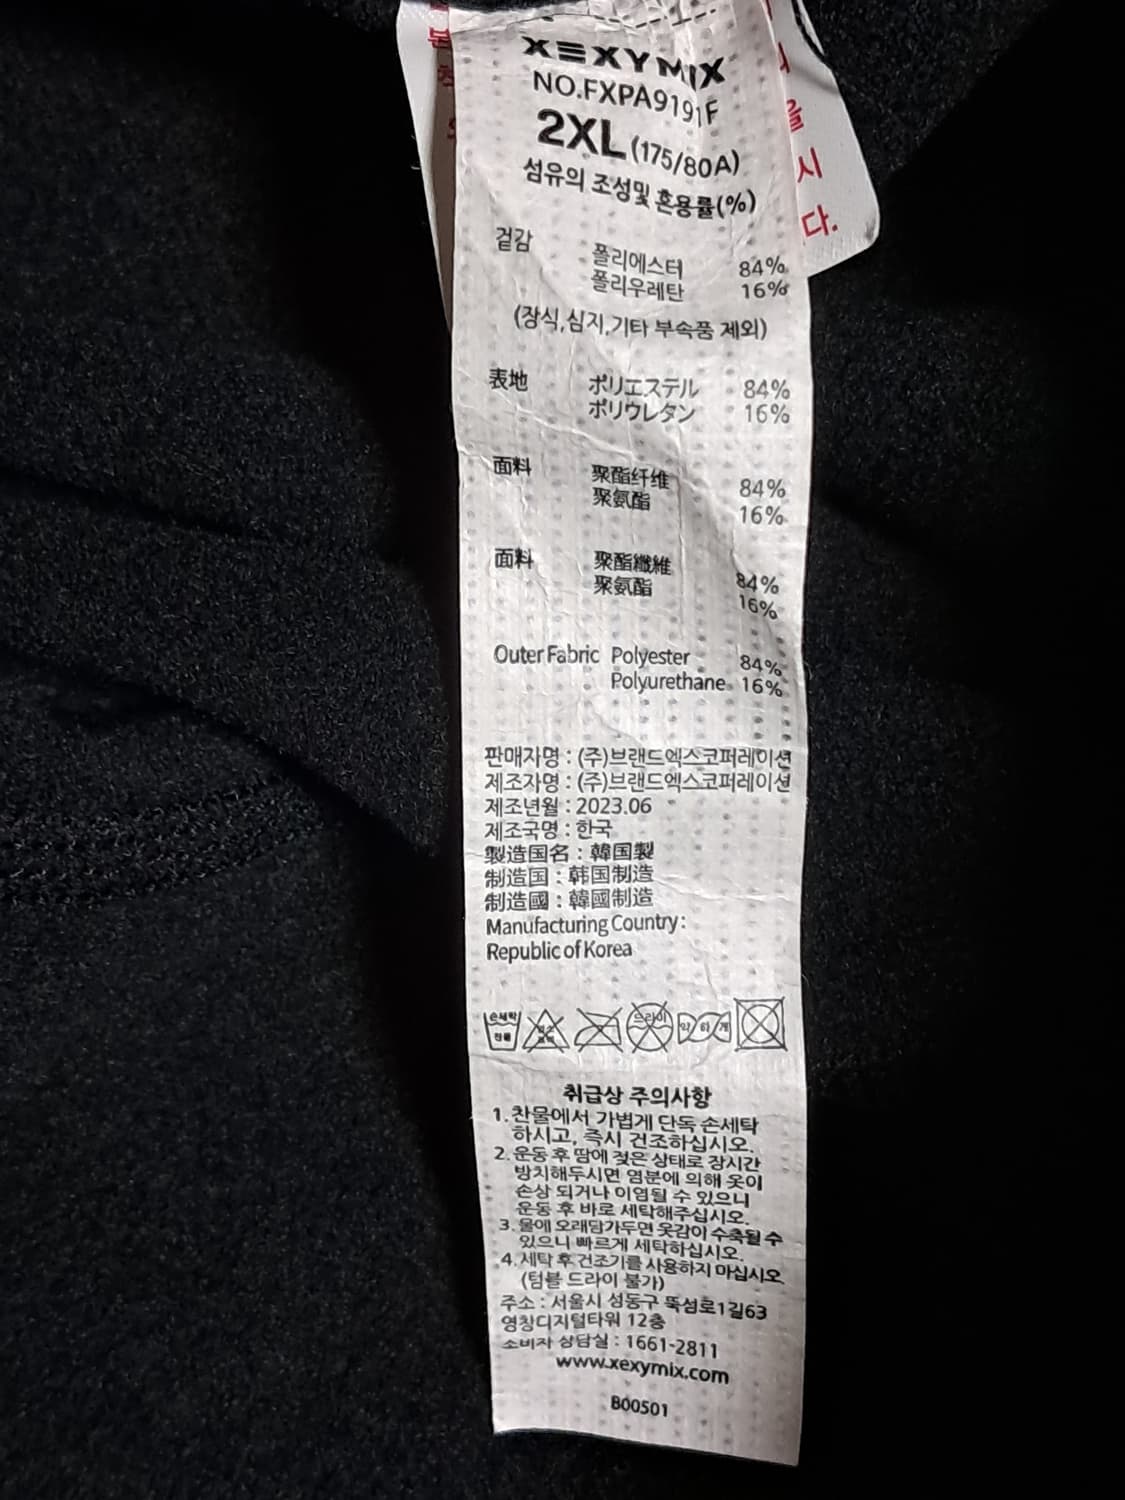 XEXYMIX
NO.FXPA9191F
2XL(175/80A)
섬유의 조성및 혼용률(%)
겉감 폴리에스터 84%
폴리우레탄 16%
(장식,심지,기타 부속품 제외)
表地 ポリエステル 84%
ポリウレタン 16%
面料 聚酯纤维 84%
聚氨酯 16%
面料 聚酯纖維 84%
聚氨酯 16%
Outer Fabric Polyester 84%
Polyurethane 16%
판매자명 : (주)브랜드엑스코퍼레이션
제조자명 : (주)브랜드엑스코퍼레이션
제조년월 : 2023.06
제조국명 : 한국
製造国名 : 韓国製
制造国 : 韩国制造
制造國 : 韓國制造
Manufacturing Country :
Republic of Korea
손세탁 드라이 약하게
찬물
취급상 주의사항
1. 찬물에서 가볍게 단독 손세탁
하시고, 즉시 건조하십시오.
2. 운동 후 땀에 젖은 상태로 장시간
방치해두시면 염분에 의해 옷이
손상 되거나 이염될 수 있으니
운동 후 바로 세탁해주십시오.
3. 물에 오래담가두면 옷감이 수축될 수
있으니 빠르게 세탁하십시오.
4. 세탁 후 건조기를 사용하지 마십시오
(텀블 드라이 불가)
주소 : 서울시 성동구 뚝섬로1길63
영창디지털타워 12층
소비자 상담실 : 1661-2811
www.xexymix.com
B00501
을
시
다.